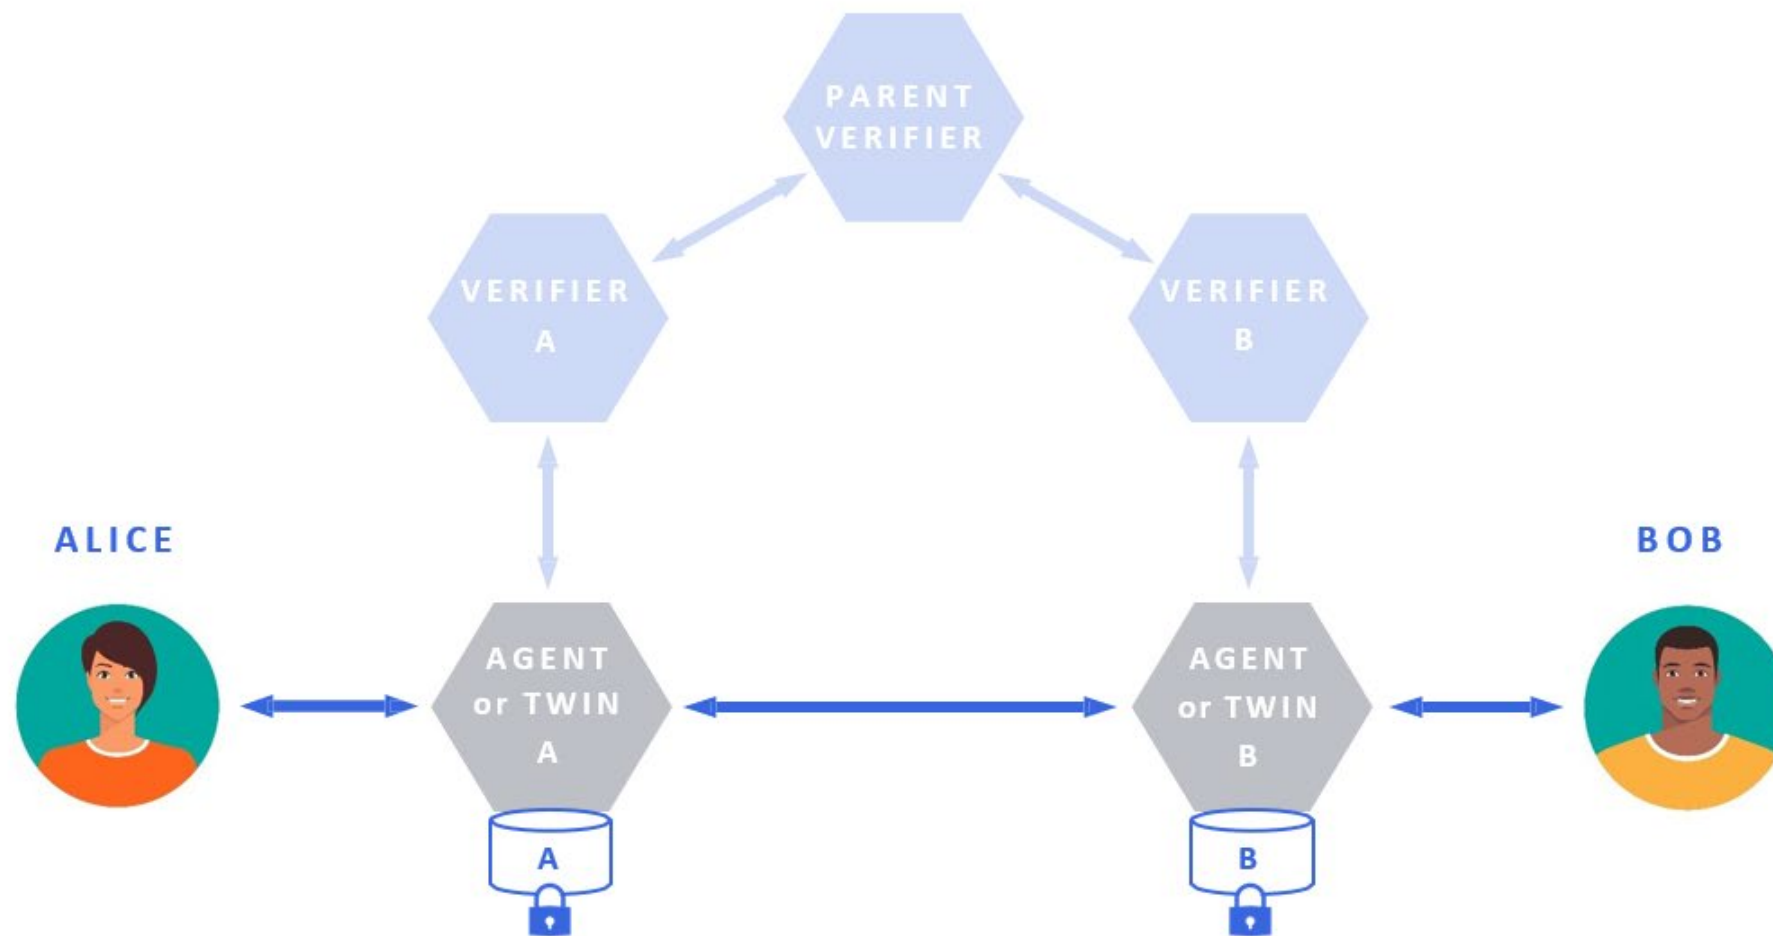 PARENT
VERIFIER
VERIFIER
A
VERIFIER
B
ALICE
BOB
AGENT
or TWIN
A
AGENT
or TWIN
B
A
B